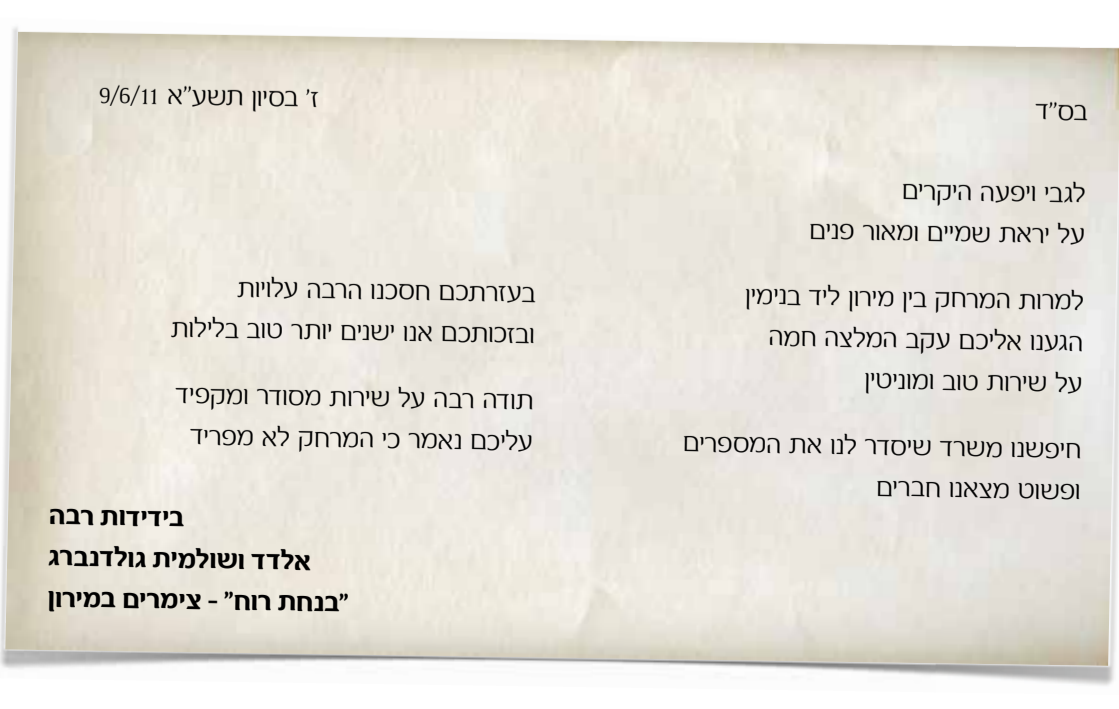 בס"ד
ז' בסיון תשע"א 9/6/11
לגבי ויפעה היקרים
על יראת שמיים ומאור פנים
למרות המרחק בין מירון ליד בנימין
הגענו אליכם עקב המלצה חמה
על שירות טוב ומוניטין
חיפשנו משרד שיסדר לנו את המספרים
ופשוט מצאנו חברים
בעזרתכם חסכנו הרבה עלויות
ובזכותכם אנו ישנים יותר טוב בלילות
תודה רבה על שירות מסודר ומקפיד
עליכם נאמר כי המרחק לא מפריד
בידידות רבה
אלדד ושולמית גולדנברג
"בנחת רוח" - צימרים במירון